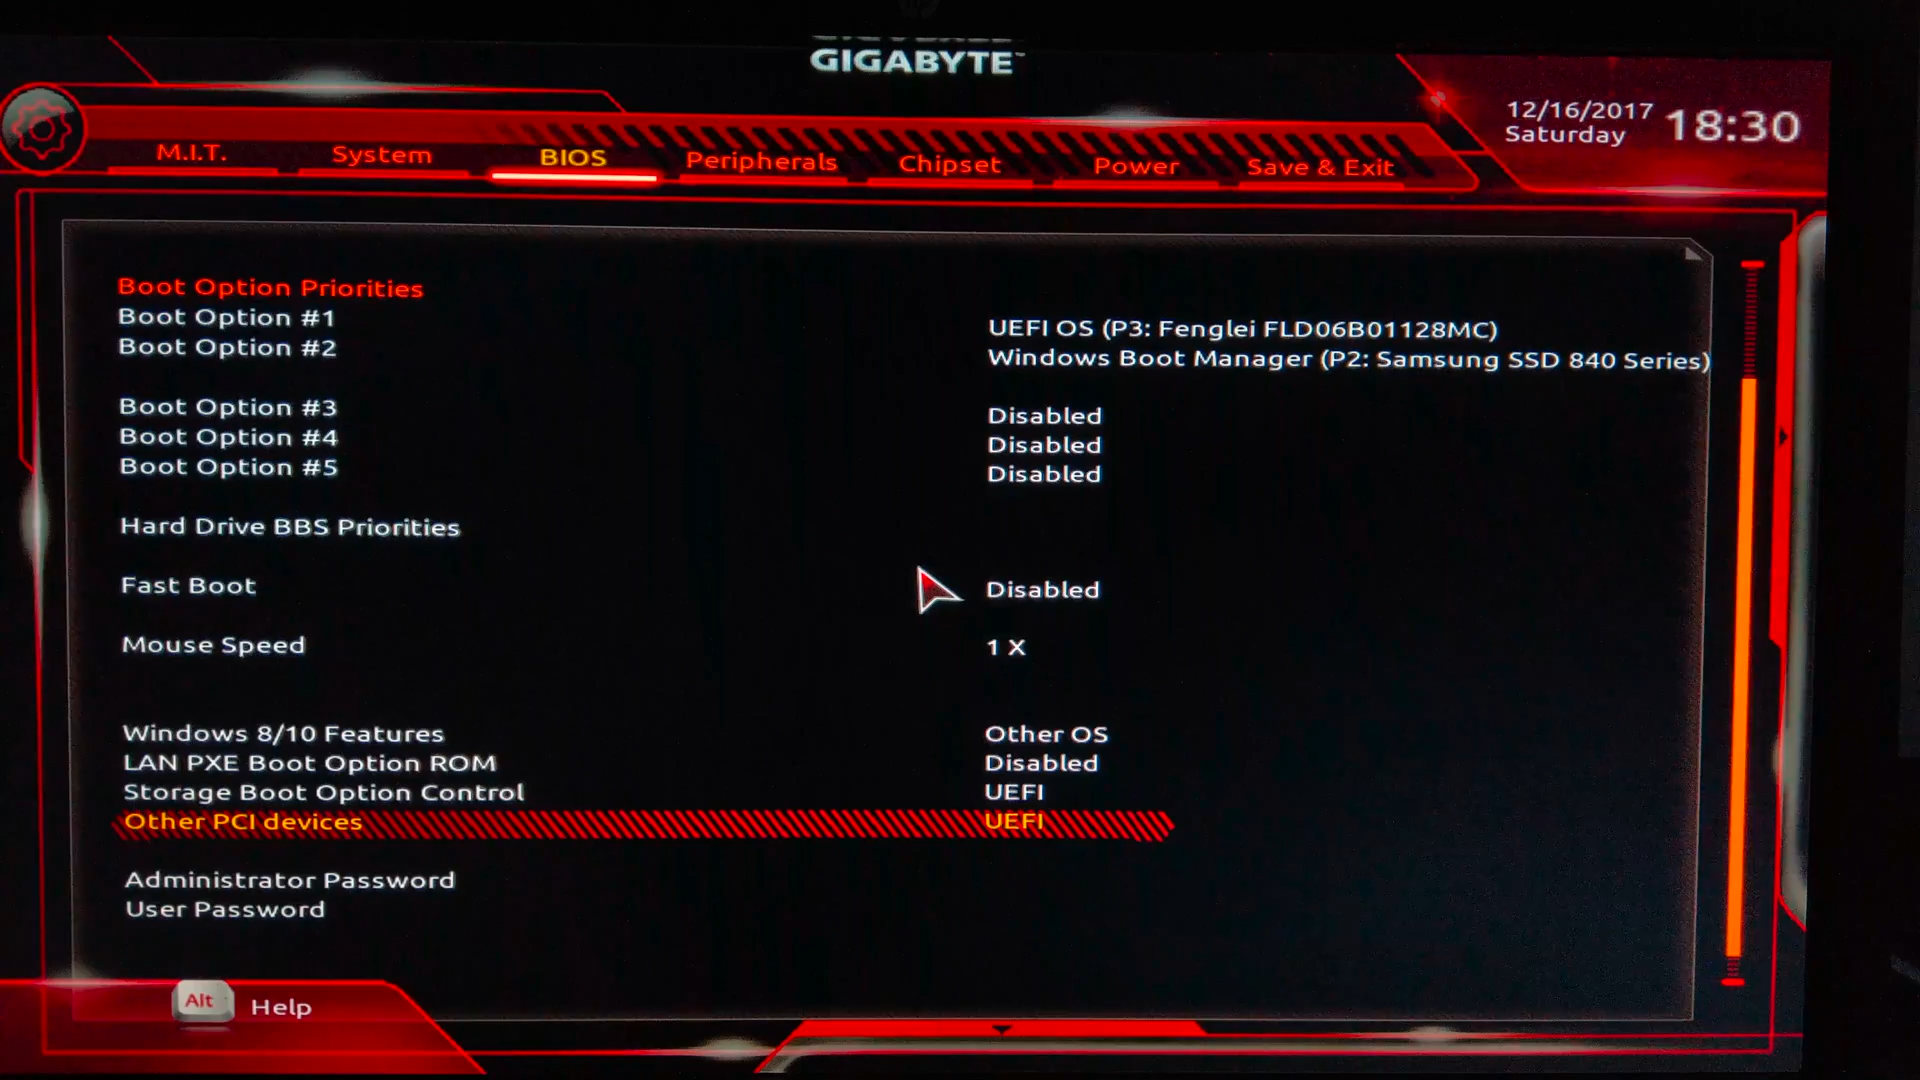 GIGABYTE™
12/16/2017
Saturday
18:30
M.I.T. System BIOS Peripherals Chipset Power Save & Exit
Boot Option Priorities
Boot Option #1 UEFI OS (P3: Fenglei FLD06B01128MC)
Boot Option #2 Windows Boot Manager (P2: Samsung SSD 840 Series)
Boot Option #3 Disabled
Boot Option #4 Disabled
Boot Option #5 Disabled
Hard Drive BBS Priorities
Fast Boot Disabled
Mouse Speed 1 X
Windows 8/10 Features Other OS
LAN PXE Boot Option ROM Disabled
Storage Boot Option Control UEFI
Other PCI devices UEFI
Administrator Password
User Password
Alt Help